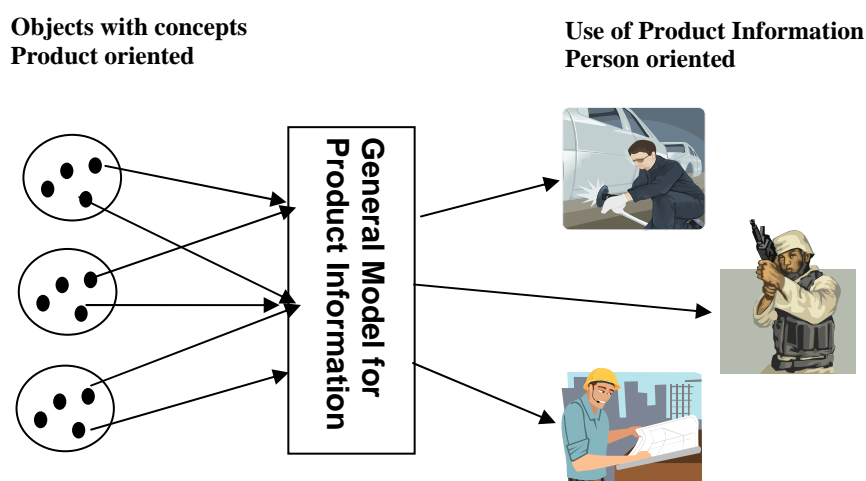 Objects with concepts
Product oriented
Use of Product Information
Person oriented
General Model for
Product Information